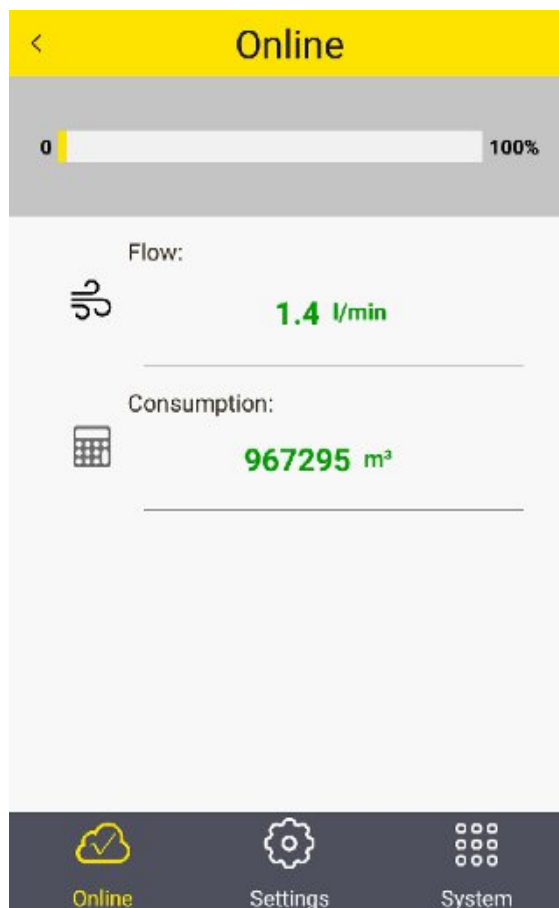 Online
0 100%
Flow:
1.4 l/min
Consumption:
967295 m³
Online Settings System